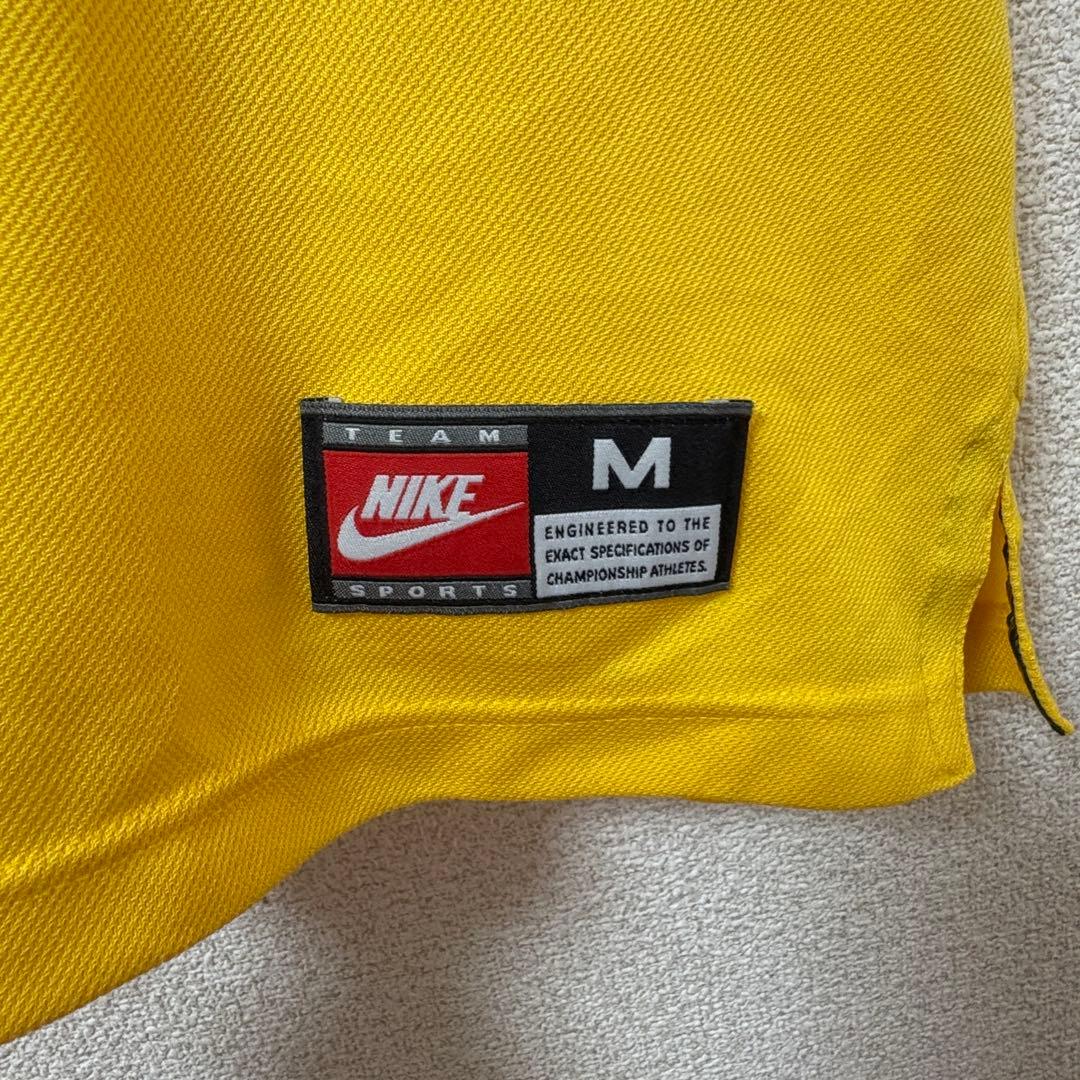 TEAM
NIKE
SPORTS
M
ENGINEERED TO THE
EXACT SPECIFICATIONS OF
CHAMPIONSHIP ATHLETES.